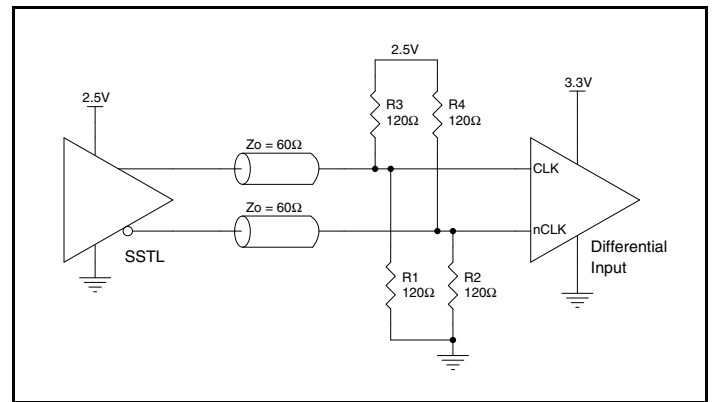 2.5V
3.3V
2.5V
R3
120Ω
R4
120Ω
Zo = 60Ω
CLK
Zo = 60Ω
nCLK
SSTL
Differential
Input
R1
120Ω
R2
120Ω